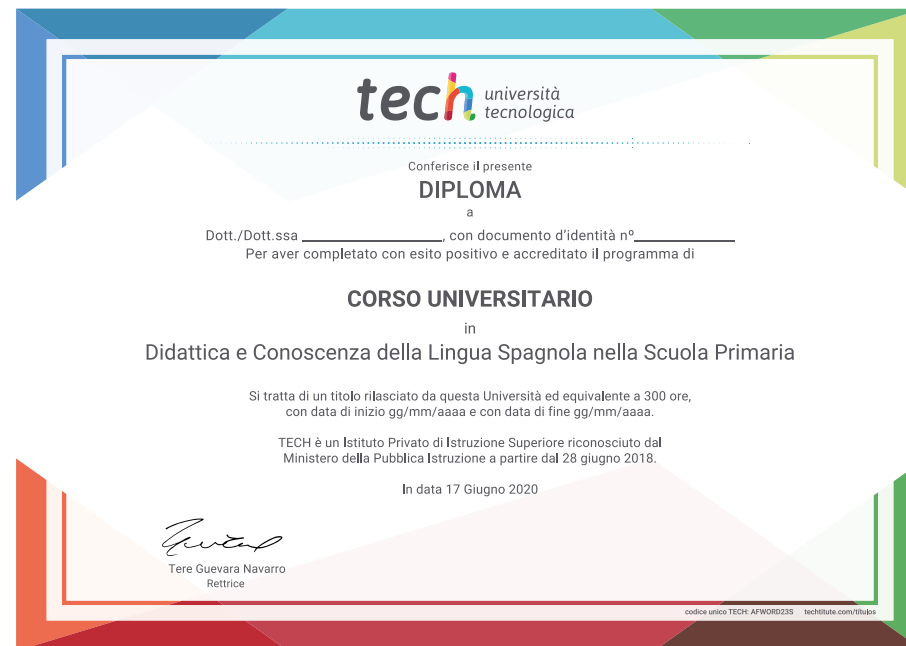 tech università
tecnologica
Conferisce il presente
DIPLOMA
a
Dott./Dott.ssa ____________________, con documento d'identità nº______________
Per aver completato con esito positivo e accreditato il programma di
CORSO UNIVERSITARIO
in
Didattica e Conoscenza della Lingua Spagnola nella Scuola Primaria
Si tratta di un titolo rilasciato da questa Università ed equivalente a 300 ore,
con data di inizio gg/mm/aaaa e con data di fine gg/mm/aaaa.
TECH è un Istituto Privato di Istruzione Superiore riconosciuto dal
Ministero della Pubblica Istruzione a partire dal 28 giugno 2018.
In data 17 Giugno 2020
Tere Guevara Navarro
Rettrice
codice unico TECH: AFWORD23S techtitute.com/títulos